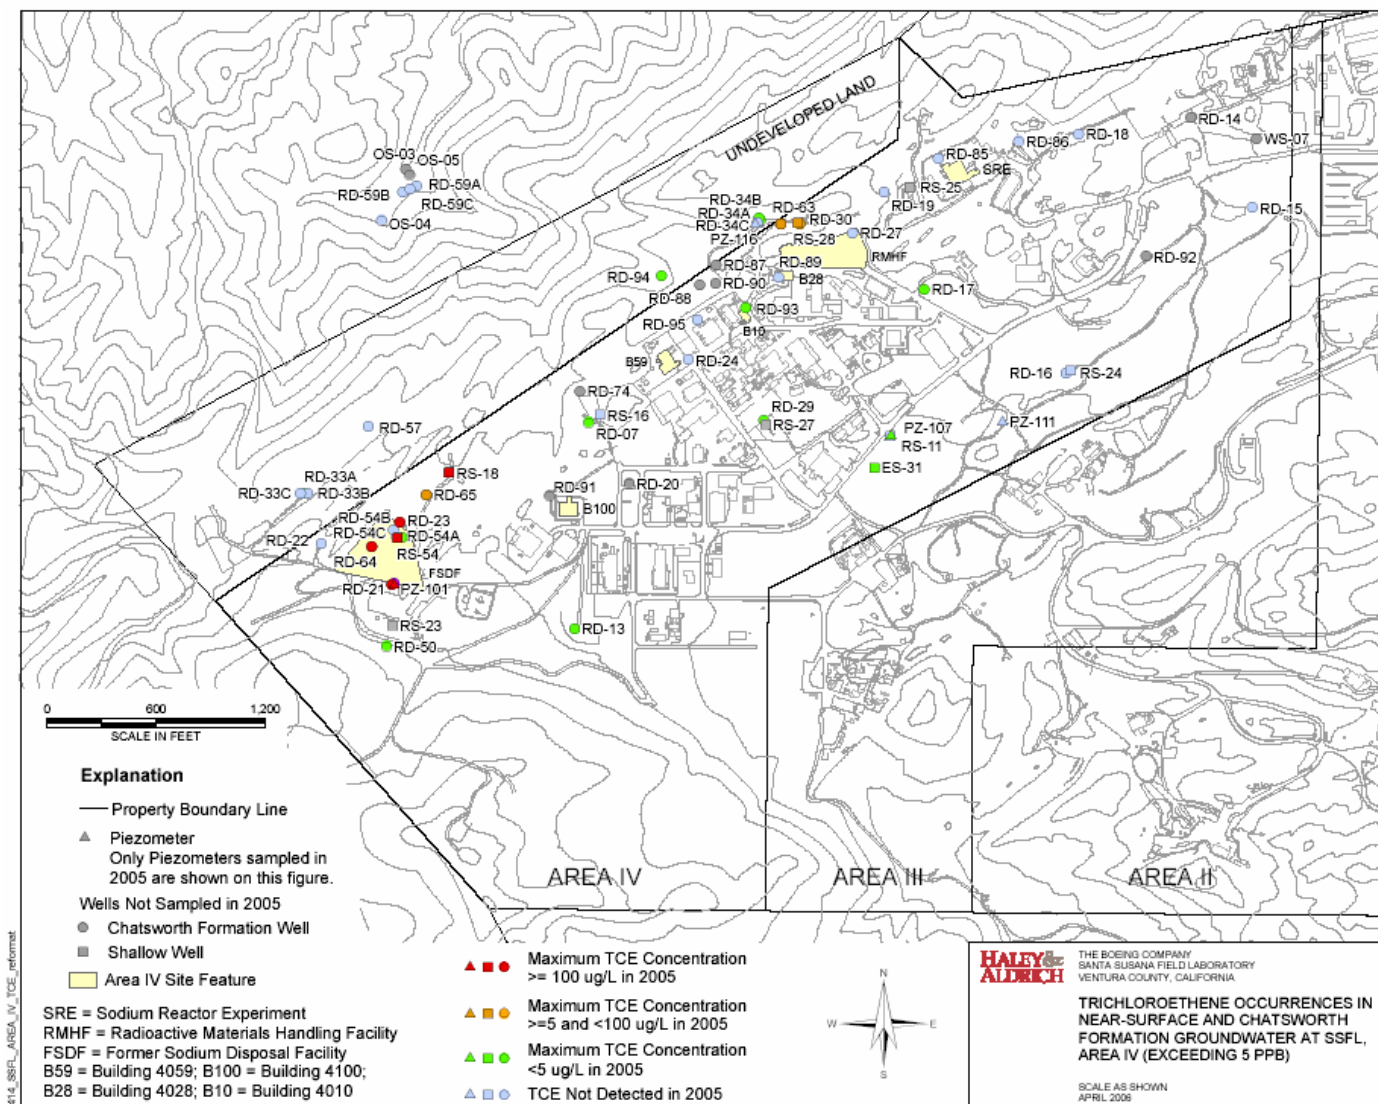 UNDEVELOPED LAND
RD-14
WS-07
RD-18
RD-86
RD-85
SRE
RS-25
RD-19
RD-15
RD-92
OS-03
OS-05
RD-59A
RD-59B
RD-59C
OS-04
RD-34B
RD-34A
RD-63
RD-34C
RD-30
PZ-116
RS-28
RD-27
RMHF
RD-87
RD-89
RD-94
B28
RD-88
RD-90
RD-17
RD-93
RD-95
B10
B59
RD-24
RD-16
RS-24
RD-74
RS-16
RD-07
RD-29
RS-27
PZ-107
RS-11
PZ-111
RD-57
ES-31
RS-18
RD-33A
RD-33C
RD-33B
RD-65
RD-91
RD-20
B100
RD-54B
RD-23
RD-54C
RD-54A
RD-22
RS-54
RD-64
FSDF
RD-21
PZ-101
RS-23
RD-13
RD-50
0 600 1,200
SCALE IN FEET
AREA IV
AREA III
AREA II
Explanation
Property Boundary Line
Piezometer
Only Piezometers sampled in
2005 are shown on this figure.
Wells Not Sampled in 2005
Chatsworth Formation Well
Shallow Well
Area IV Site Feature
SRE = Sodium Reactor Experiment
RMHF = Radioactive Materials Handling Facility
FSDF = Former Sodium Disposal Facility
B59 = Building 4059; B100 = Building 4100;
B28 = Building 4028; B10 = Building 4010
Maximum TCE Concentration
>= 100 ug/L in 2005
Maximum TCE Concentration
>=5 and <100 ug/L in 2005
Maximum TCE Concentration
<5 ug/L in 2005
TCE Not Detected in 2005
N
W E
S
HALEY&
ALDRICH
THE BOEING COMPANY
SANTA SUSANA FIELD LABORATORY
VENTURA COUNTY, CALIFORNIA
TRICHLOROETHENE OCCURRENCES IN
NEAR-SURFACE AND CHATSWORTH
FORMATION GROUNDWATER AT SSFL,
AREA IV (EXCEEDING 5 PPB)
SCALE AS SHOWN
APRIL 2006
414_SSFL_AREA_IV_TCE_reformat